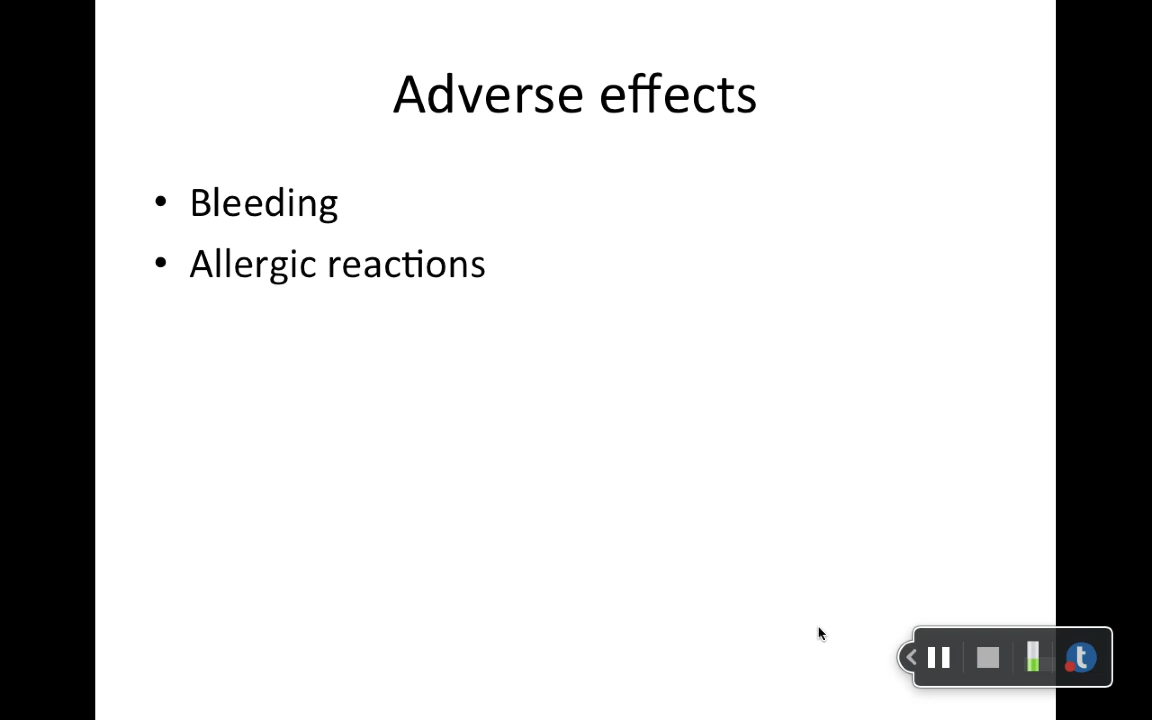 Adverse effects
• Bleeding
• Allergic reactions
t